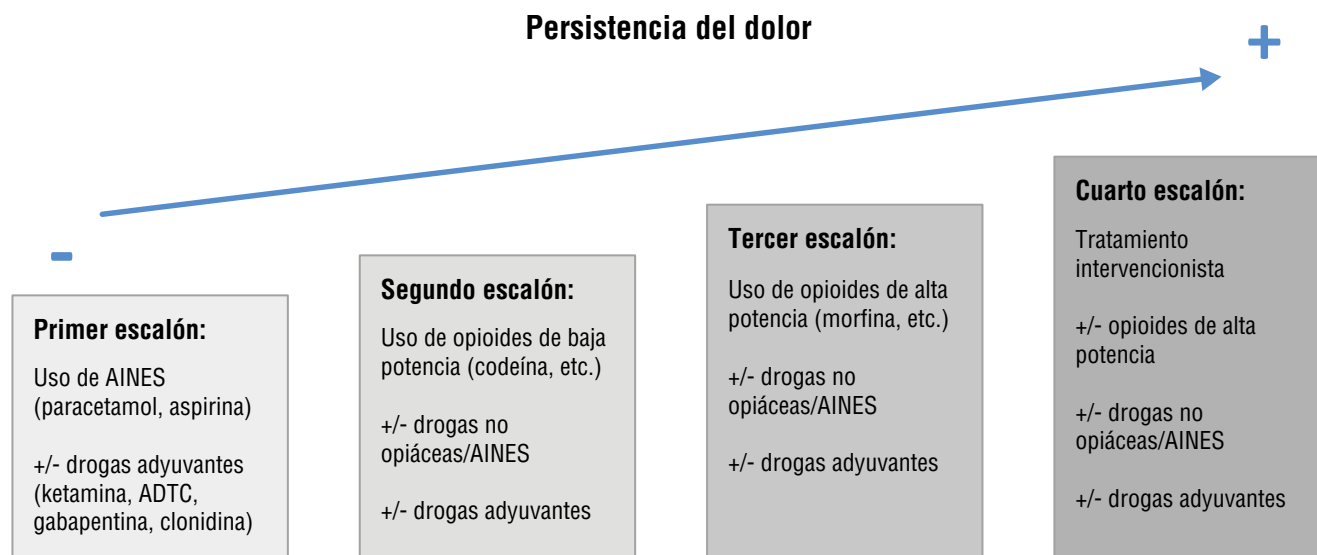 Persistencia del dolor
+
-
Primer escalón:
Uso de AINES
(paracetamol, aspirina)
+/- drogas adyuvantes
(ketamina, ADTC,
gabapentina, clonidina)
Segundo escalón:
Uso de opioides de baja
potencia (codeína, etc.)
+/- drogas no
opiáceas/AINES
+/- drogas adyuvantes
Tercer escalón:
Uso de opioides de alta
potencia (morfina, etc.)
+/- drogas no
opiáceas/AINES
+/- drogas adyuvantes
Cuarto escalón:
Tratamiento
intervencionista
+/- opioides de alta
potencia
+/- drogas no
opiáceas/AINES
+/- drogas adyuvantes